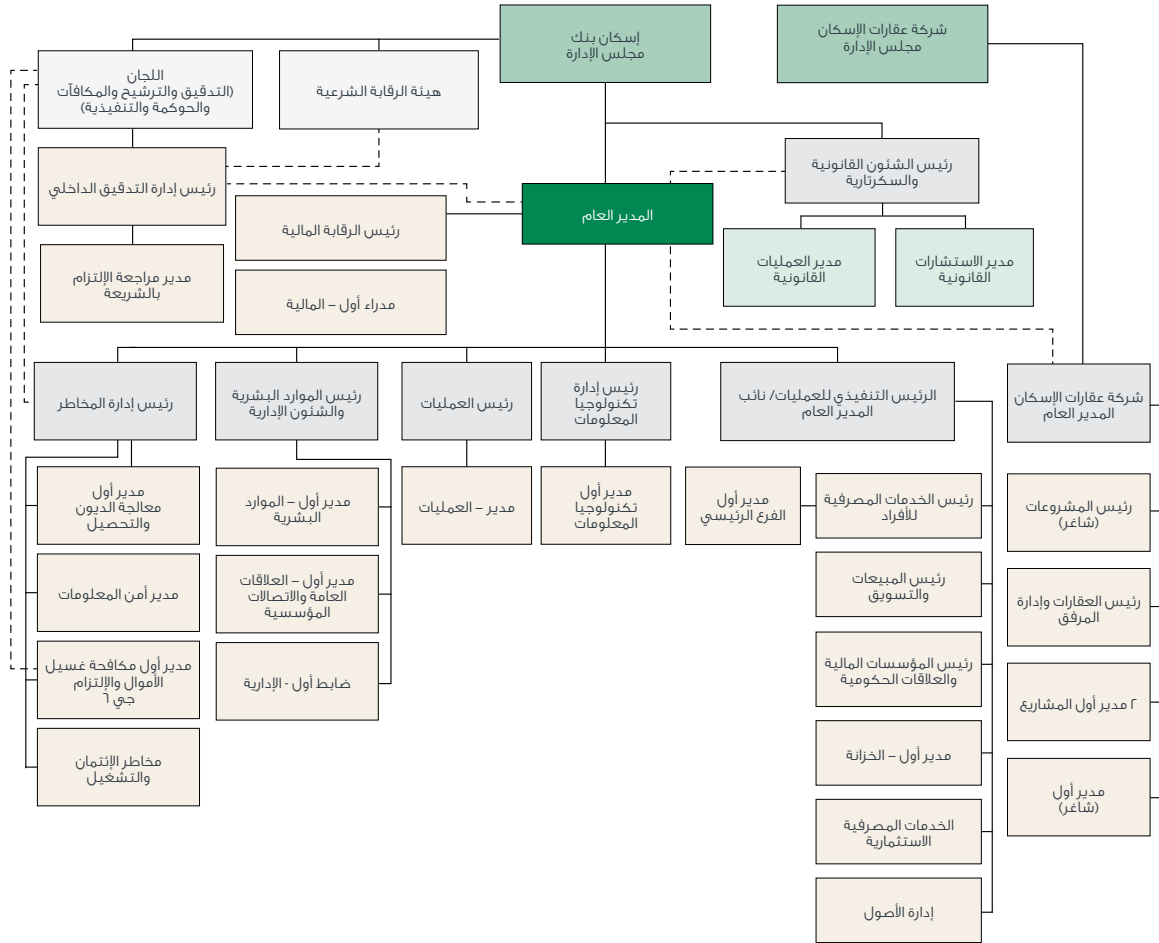 شركة عقارات الإسكان
مجلس الإدارة
إسكان بنك
مجلس الإدارة
هيئة الرقابة الشرعية
اللجان
(التدقيق والترشيح والمكافآت
والحوكمة والتنفيذية)
رئيس الشئون القانونية
والسكرتارية
المدير العام
رئيس الرقابة المالية
رئيس إدارة التدقيق الداخلي
مدير الاستشارات
القانونية
مدير العمليات
القانونية
مدراء أول – المالية
مدير مراجعة الإلتزام
بالشريعة
شركة عقارات الإسكان
المدير العام
الرئيس التنفيذي للعمليات/ نائب
المدير العام
رئيس إدارة
تكنولوجيا
المعلومات
رئيس العمليات
رئيس الموارد البشرية
والشئون الإدارية
رئيس إدارة المخاطر
رئيس المشروعات
(شاغر)
رئيس الخدمات المصرفية
للأفراد
مدير أول
الفرع الرئيسي
مدير أول
تكنولوجيا
المعلومات
مدير – العمليات
مدير أول – الموارد
البشرية
مدير أول
معالجة الديون
والتحصيل
رئيس العقارات وإدارة
المرفق
رئيس المبيعات
والتسويق
مدير أول – العلاقات
العامة والاتصالات
المؤسسية
مدير أمن المعلومات
٢ مدير أول المشاريع
رئيس المؤسسات المالية
والعلاقات الحكومية
ضابط أول - الإدارية
مدير أول مكافحة غسيل
الأموال والإلتزام
جي ٦
مدير أول
(شاغر)
مدير أول – الخزانة
مخاطر الإئتمان
والتشغيل
الخدمات المصرفية
الاستثمارية
إدارة الأصول